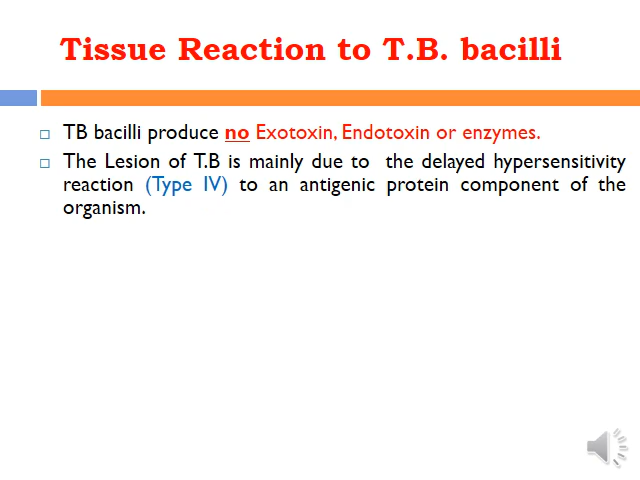 Tissue Reaction to T.B. bacilli
TB bacilli produce no Exotoxin, Endotoxin or enzymes.
The Lesion of T.B is mainly due to the delayed hypersensitivity
reaction (Type IV) to an antigenic protein component of the
organism.